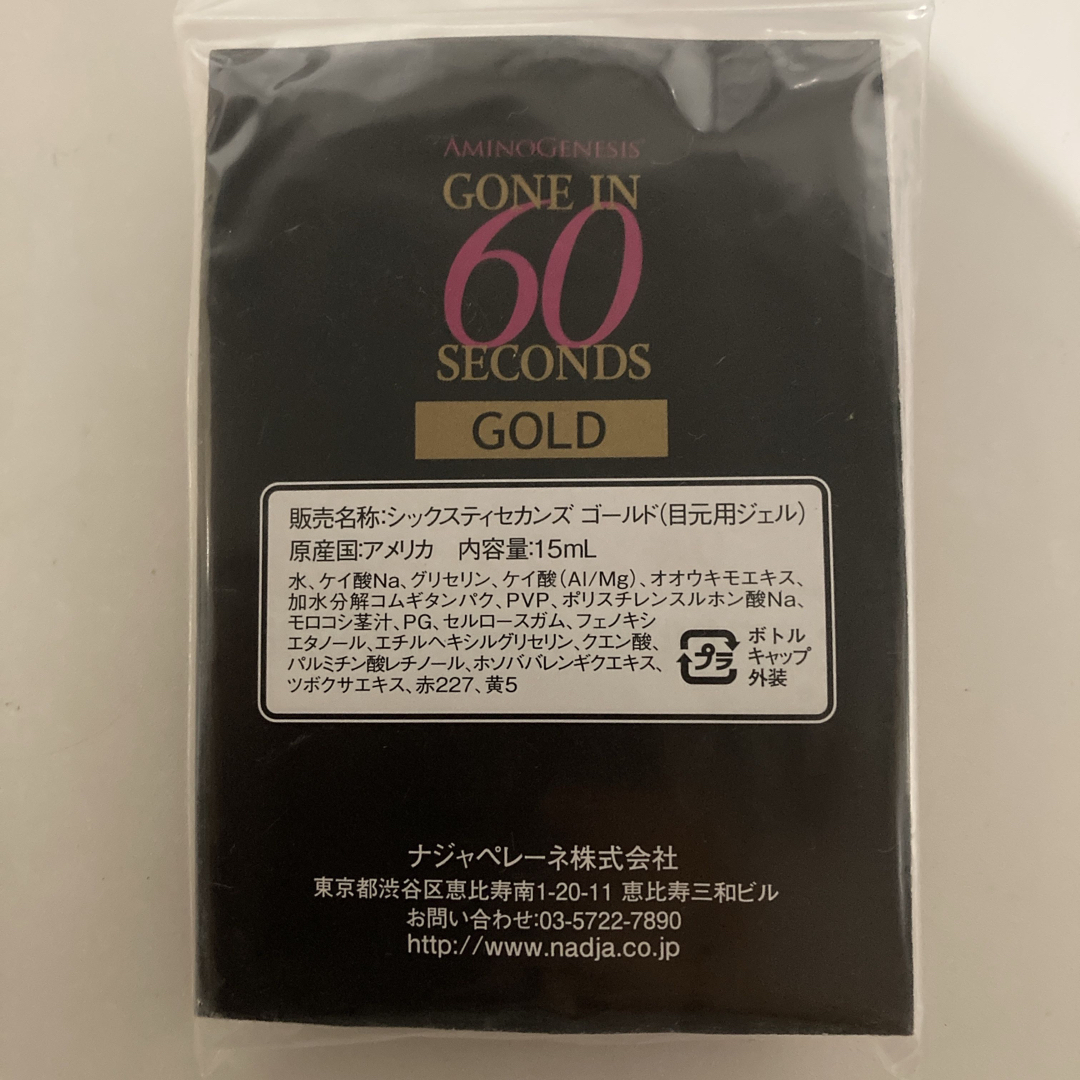 AMINOGENESIS
GONE IN
60
SECONDS
GOLD
販売名称:シックスティセカンズ ゴールド(目元用ジェル)
原産国:アメリカ 内容量:15mL
水、ケイ酸Na、グリセリン、ケイ酸(Al/Mg)、オオウキモエキス、
加水分解コムギタンパク、PVP、ポリスチレンスルホン酸Na、
モロコシ茎汁、PG、セルロースガム、フェノキシ
エタノール、エチルヘキシルグリセリン、クエン酸、
パルミチン酸レチノール、ホソババレンギクエキス、
ツボクサエキス、赤227、黄5
プラ
ボトル
キャップ
外装
ナジャペレーネ株式会社
東京都渋谷区恵比寿南1-20-11 恵比寿三和ビル
お問い合わせ:03-5722-7890
http://www.nadja.co.jp